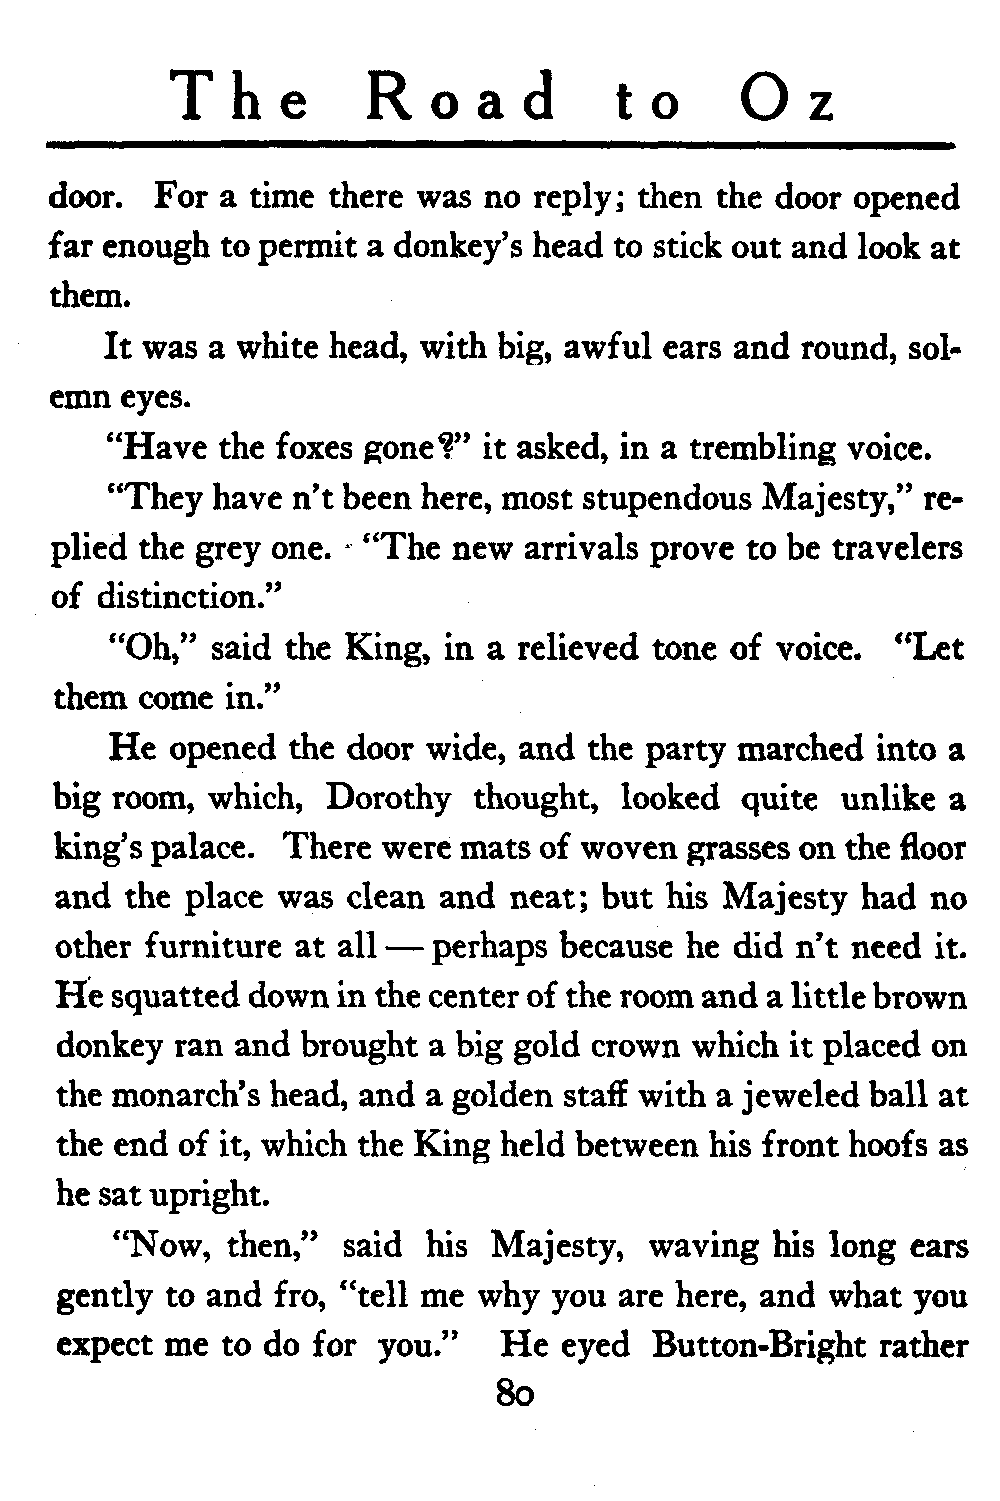 The Road to Oz
door. For a time there was no reply; then the door opened
far enough to permit a donkey's head to stick out and look at
them.
It was a white head, with big, awful ears and round, sol-
emn eyes.
“Have the foxes gone?” it asked, in a trembling voice.
“They have n't been here, most stupendous Majesty,” re-
plied the grey one. “The new arrivals prove to be travelers
of distinction.”
“Oh,” said the King, in a relieved tone of voice. “Let
them come in.”
He opened the door wide, and the party marched into a
big room, which, Dorothy thought, looked quite unlike a
king's palace. There were mats of woven grasses on the floor
and the place was clean and neat; but his Majesty had no
other furniture at all — perhaps because he did n't need it.
He squatted down in the center of the room and a little brown
donkey ran and brought a big gold crown which it placed on
the monarch's head, and a golden staff with a jeweled ball at
the end of it, which the King held between his front hoofs as
he sat upright.
“Now, then,” said his Majesty, waving his long ears
gently to and fro, “tell me why you are here, and what you
expect me to do for you.” He eyed Button-Bright rather
80